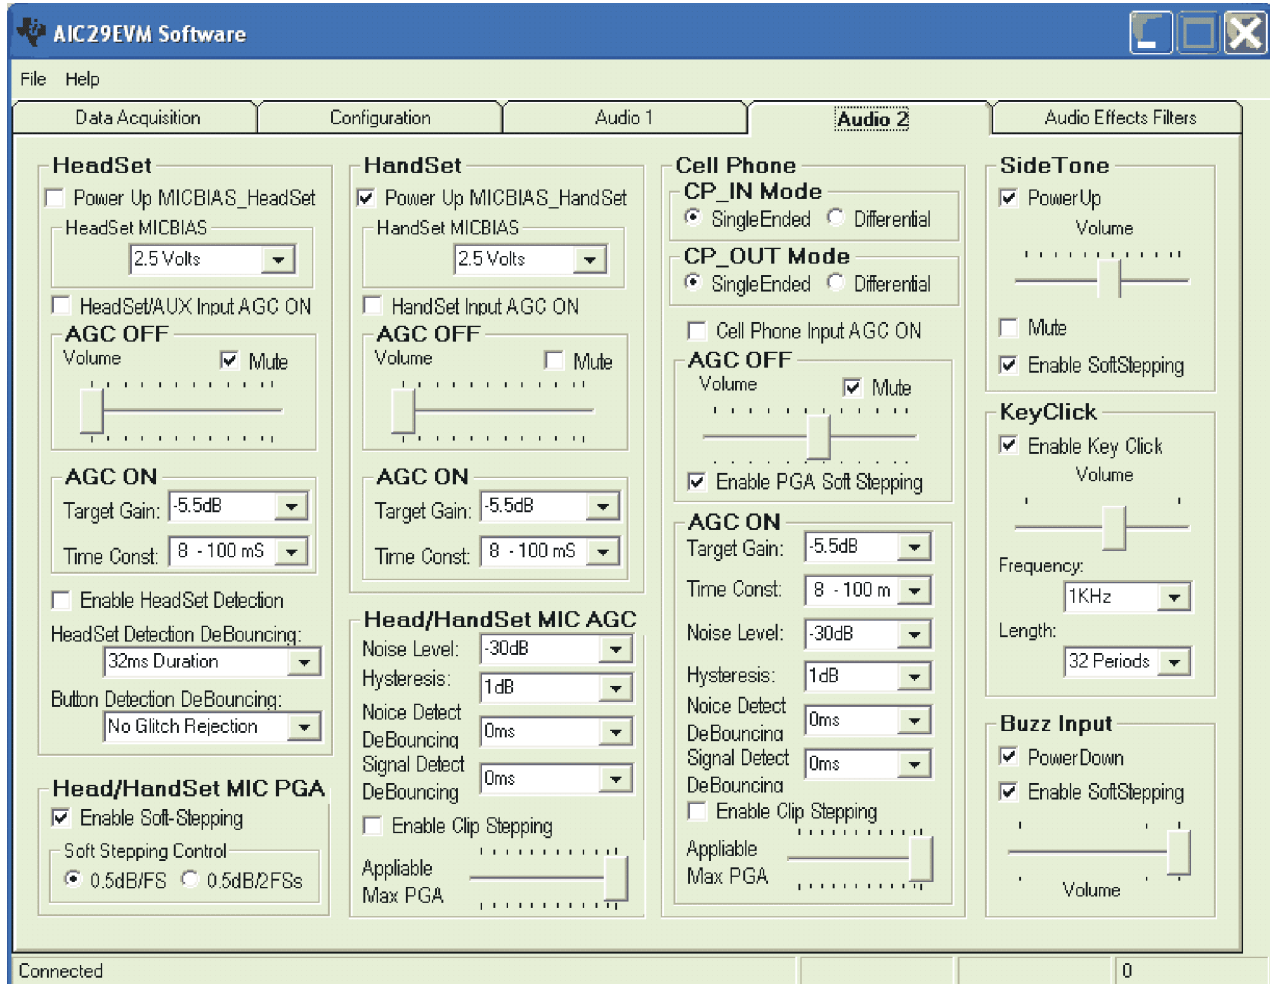 AIC29EVM Software
File Help
Data Acquisition
Configuration
Audio 1
Audio 2
Audio Effects Filters
HeadSet
Power Up MICBIAS_HeadSet
HeadSet MICBIAS
2.5 Volts
HeadSet/AUX Input AGC ON
AGC OFF
Volume
Mute
AGC ON
Target Gain:
-5.5dB
Time Const:
8 - 100 mS
Enable HeadSet Detection
HeadSet Detection DeBouncing:
32ms Duration
Button Detection DeBouncing:
No Glitch Rejection
Head/HandSet MIC PGA
Enable Soft-Stepping
Soft Stepping Control
0.5dB/FS
0.5dB/2FSs
HandSet
Power Up MICBIAS_HandSet
HandSet MICBIAS
2.5 Volts
HandSet Input AGC ON
AGC OFF
Volume
Mute
AGC ON
Target Gain:
-5.5dB
Time Const:
8 - 100 mS
Head/HandSet MIC AGC
Noise Level:
-30dB
Hysteresis:
1dB
Noice Detect
DeBouncing
0ms
Signal Detect
DeBouncing
0ms
Enable Clip Stepping
Appliable
Max PGA
Cell Phone
CP_IN Mode
SingleEnded
Differential
CP_OUT Mode
SingleEnded
Differential
Cell Phone Input AGC ON
AGC OFF
Volume
Mute
Enable PGA Soft Stepping
AGC ON
Target Gain:
-5.5dB
Time Const:
8 - 100 m
Noise Level:
-30dB
Hysteresis:
1dB
Noice Detect
DeBouncing
0ms
Signal Detect
DeBouncing
0ms
Enable Clip Stepping
Appliable
Max PGA
SideTone
PowerUp
Volume
Mute
Enable SoftStepping
KeyClick
Enable Key Click
Volume
Frequency:
1KHz
Length:
32 Periods
Buzz Input
PowerDown
Enable SoftStepping
Volume
Connected
0